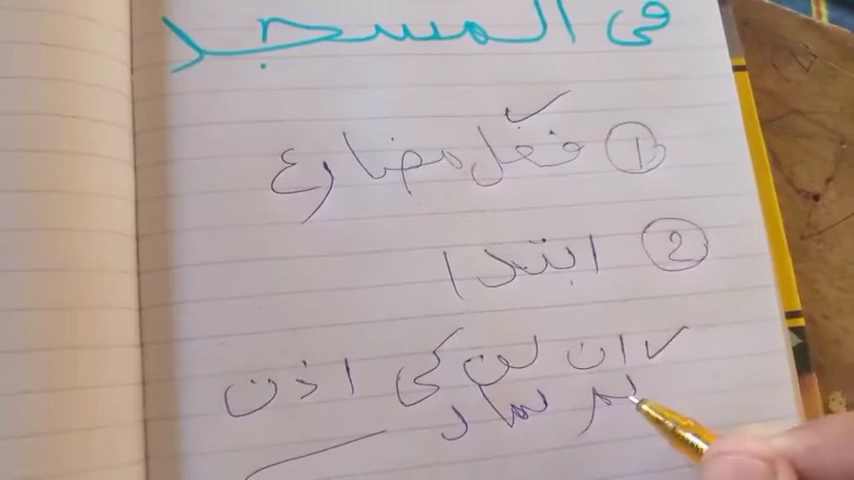 فی المسجد
① فعل مضارع
② ابتدا
ان لن کی اذن
لم لما